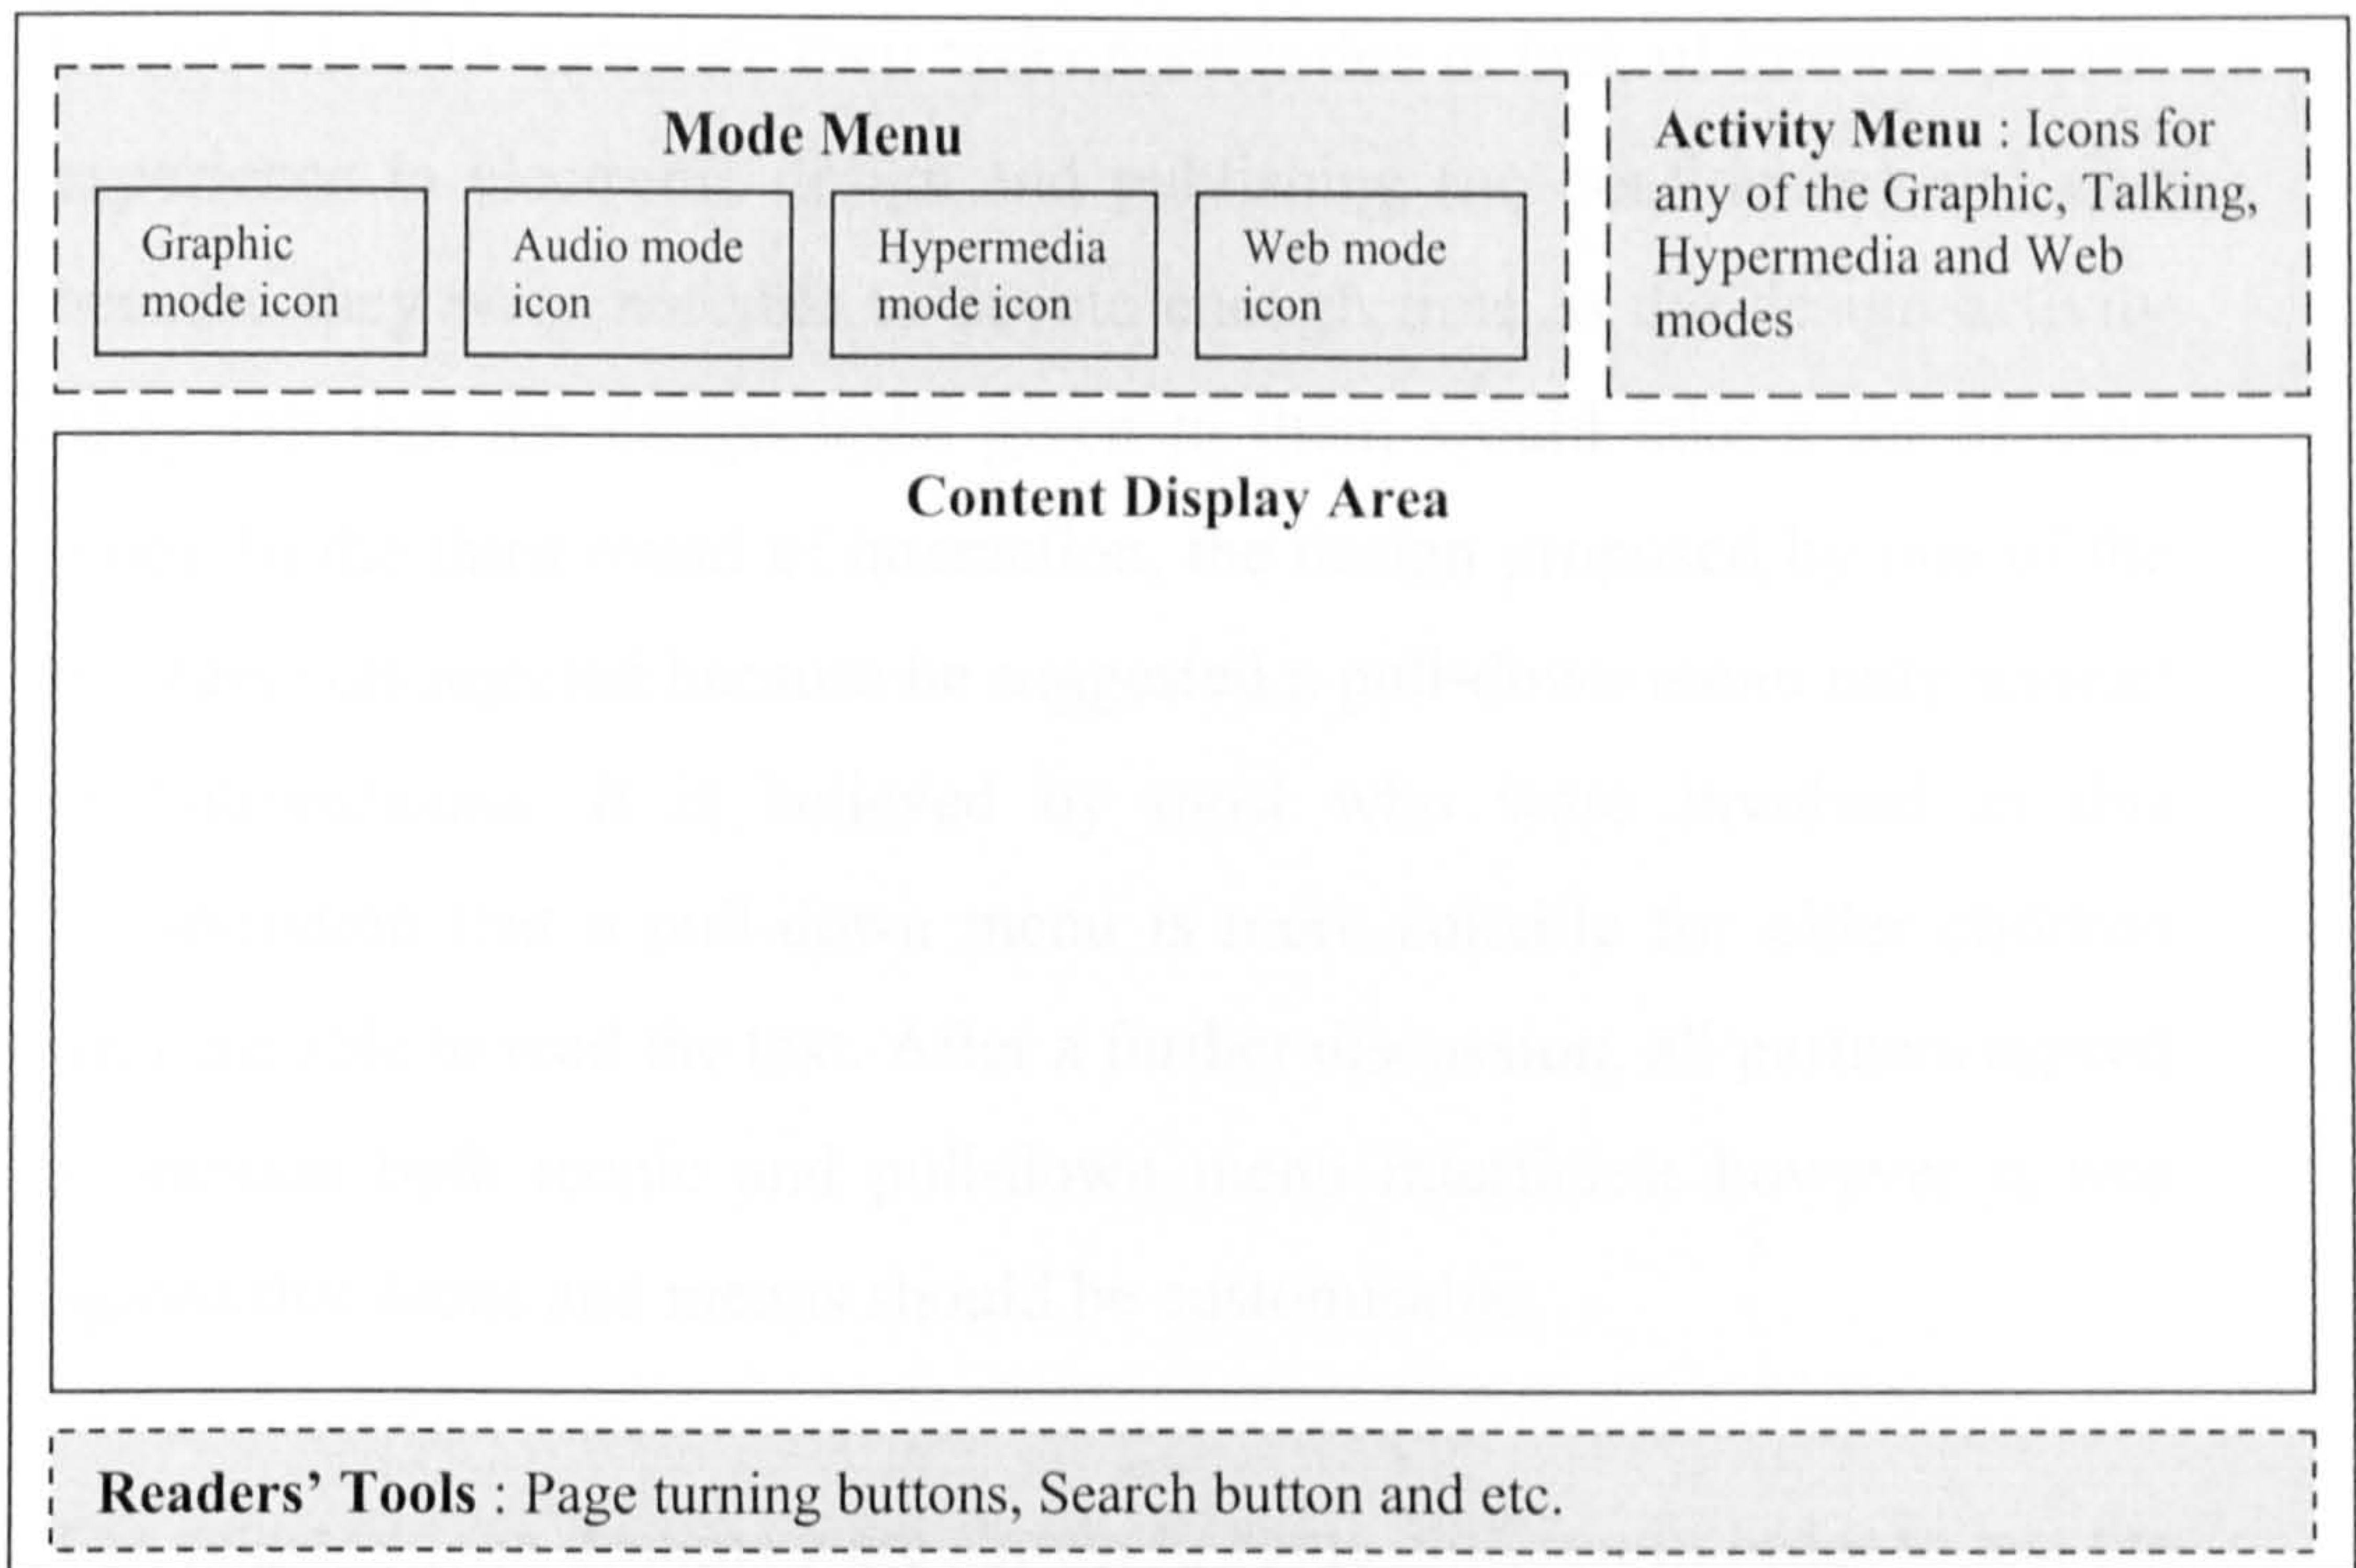 Mode Menu
Graphic
mode icon
Audio mode
icon
Hypermedia
mode icon
Web mode
icon
Activity Menu : Icons for
any of the Graphic, Talking,
Hypermedia and Web
modes
Content Display Area
Readers’ Tools : Page turning buttons, Search button and etc.